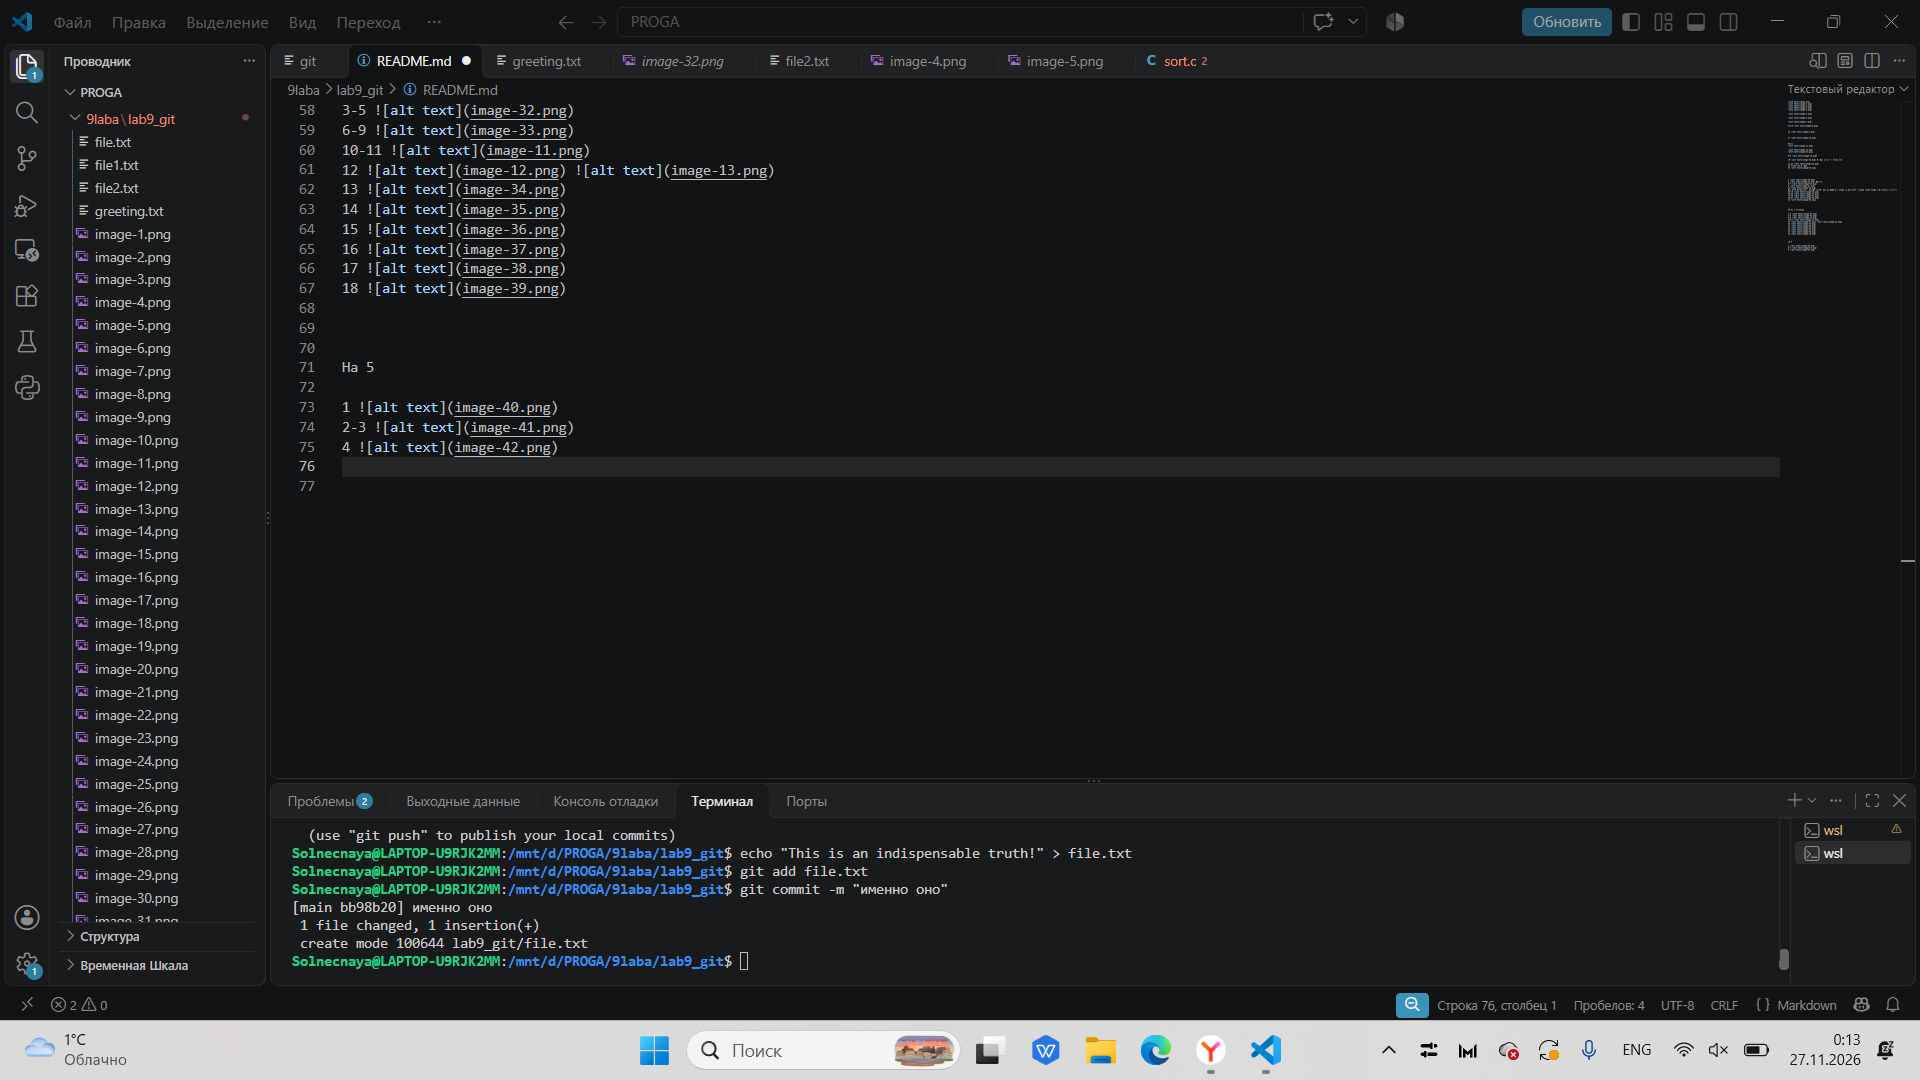 Файл Правка Выделение Вид Переход ··· PROGA Обновить
Проводник
PROGA
9laba\lab9_git
file.txt
file1.txt
file2.txt
greeting.txt
image-1.png
image-2.png
image-3.png
image-4.png
image-5.png
image-6.png
image-7.png
image-8.png
image-9.png
image-10.png
image-11.png
image-12.png
image-13.png
image-14.png
image-15.png
image-16.png
image-17.png
image-18.png
image-19.png
image-20.png
image-21.png
image-22.png
image-23.png
image-24.png
image-25.png
image-26.png
image-27.png
image-28.png
image-29.png
image-30.png
image-31.png
Структура
Временная Шкала
git README.md greeting.txt image-32.png file2.txt image-4.png image-5.png C sort.c 2
9laba > lab9_git > README.md
Текстовый редактор
58 3-5 ![alt text](image-32.png)
59 6-9 ![alt text](image-33.png)
60 10-11 ![alt text](image-11.png)
61 12 ![alt text](image-12.png) ![alt text](image-13.png)
62 13 ![alt text](image-34.png)
63 14 ![alt text](image-35.png)
64 15 ![alt text](image-36.png)
65 16 ![alt text](image-37.png)
66 17 ![alt text](image-38.png)
67 18 ![alt text](image-39.png)
68
69
70
71 На 5
72
73 1 ![alt text](image-40.png)
74 2-3 ![alt text](image-41.png)
75 4 ![alt text](image-42.png)
76
77
Проблемы 2 Выходные данные Консоль отладки Терминал Порты
(use "git push" to publish your local commits)
Solnecnaya@LAPTOP-U9RJK2MM:/mnt/d/PROGA/9laba/lab9_git$ echo "This is an indispensable truth!" > file.txt
Solnecnaya@LAPTOP-U9RJK2MM:/mnt/d/PROGA/9laba/lab9_git$ git add file.txt
Solnecnaya@LAPTOP-U9RJK2MM:/mnt/d/PROGA/9laba/lab9_git$ git commit -m "именно оно"
[main bb98b20] именно оно
1 file changed, 1 insertion(+)
create mode 100644 lab9_git/file.txt
Solnecnaya@LAPTOP-U9RJK2MM:/mnt/d/PROGA/9laba/lab9_git$
wsl
wsl
1
1
2 0 Строка 76, столбец 1 Пробелов: 4 UTF-8 CRLF {} Markdown
1°C
Облачно
Поиск
ENG
0:13
27.11.2026